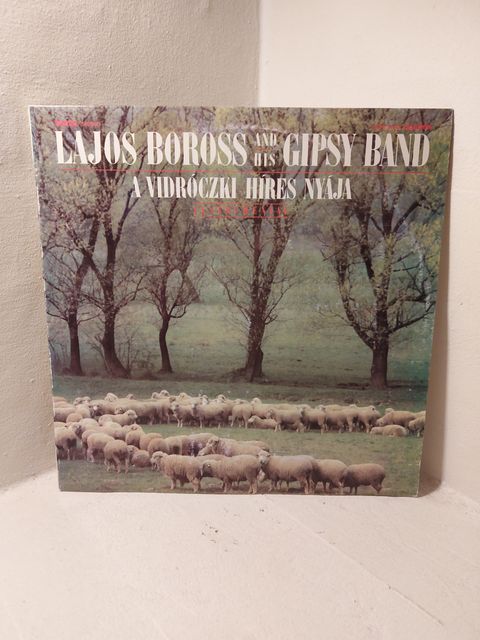 LAJOS BOROSS AND HIS GIPSY BAND
A VIDRÓCZKI HÍRES NYÁJA